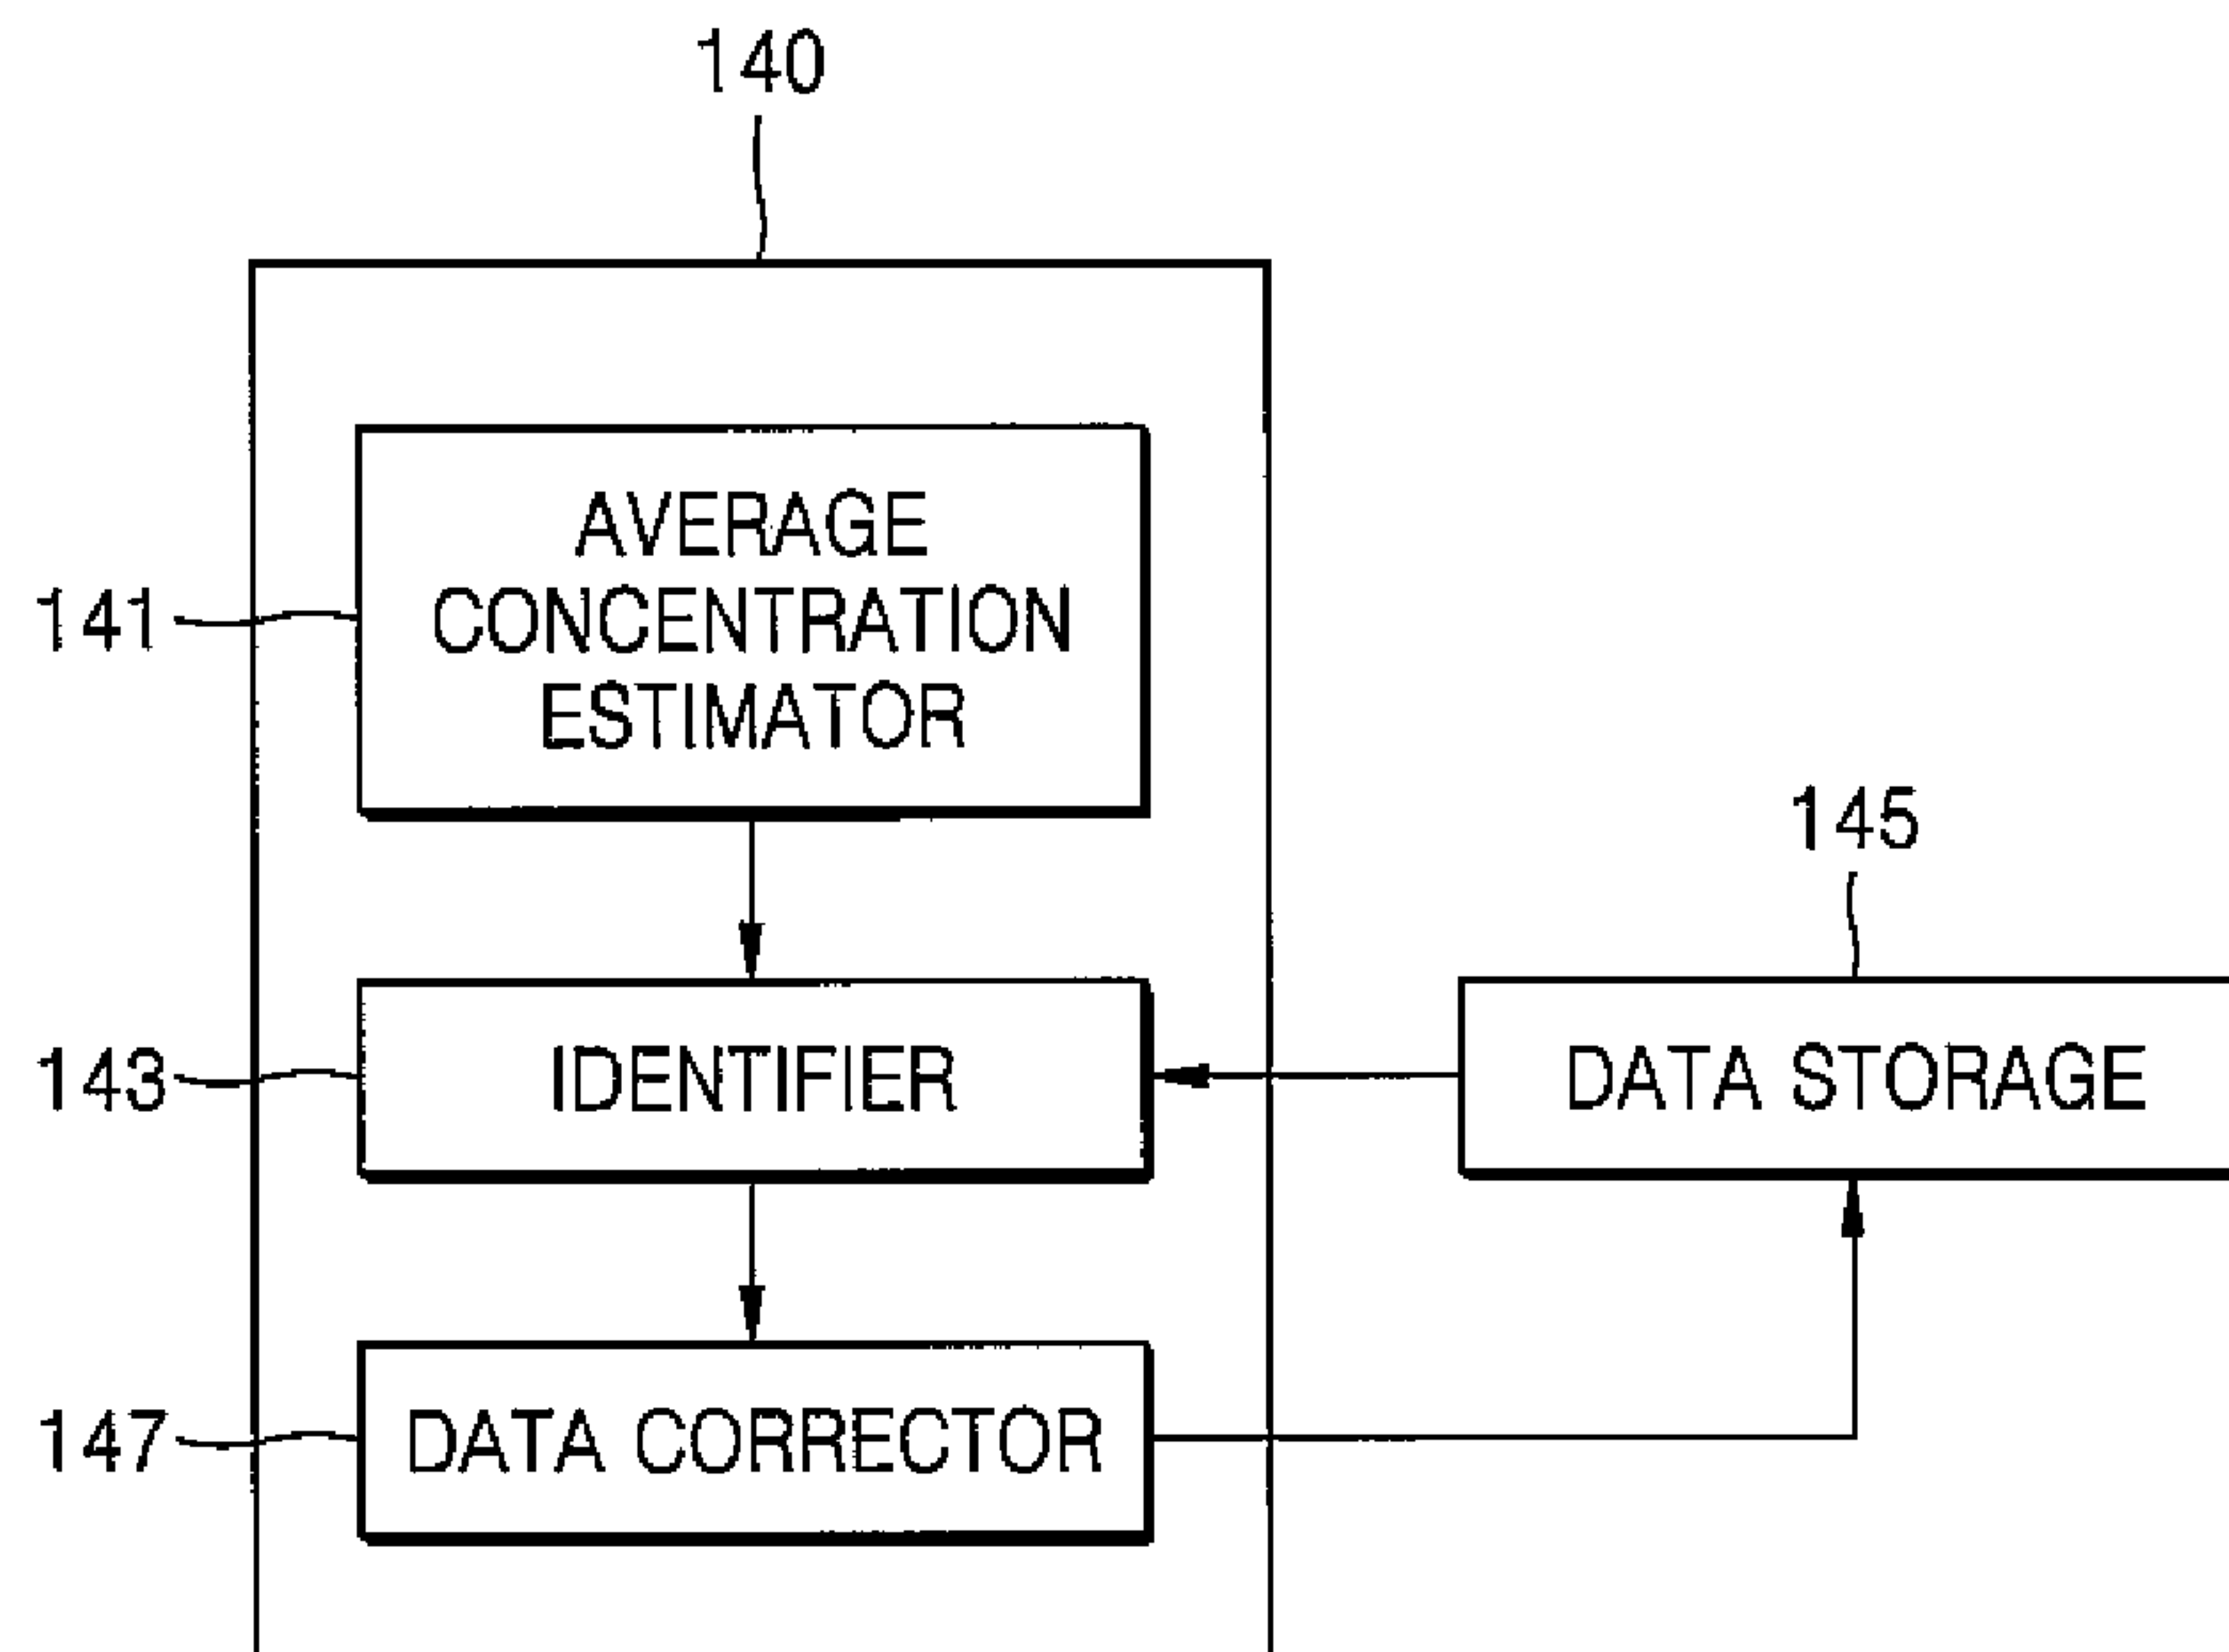 140
AVERAGE
CONCENTRATION
ESTIMATOR
141
145
143
IDENTIFIER
DATA STORAGE
147
DATA CORRECTOR